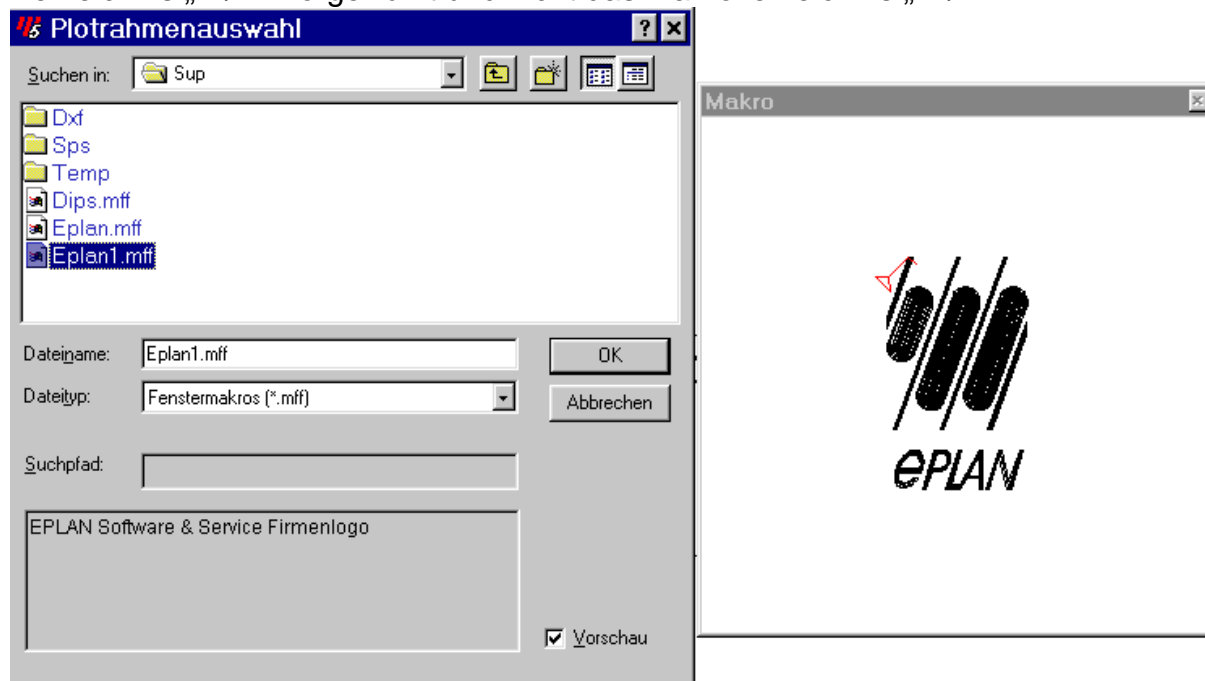 Plotrahmenauswahl
Suchen in:
Sup
Dxf
Sps
Temp
Dips.mff
Eplan.mff
Eplan1.mff
Dateiname:
Eplan1.mff
OK
Dateityp:
Fenstermakros (*.mff)
Abbrechen
Suchpfad:
EPLAN Software & Service Firmenlogo
Vorschau
Makro
ePLAN